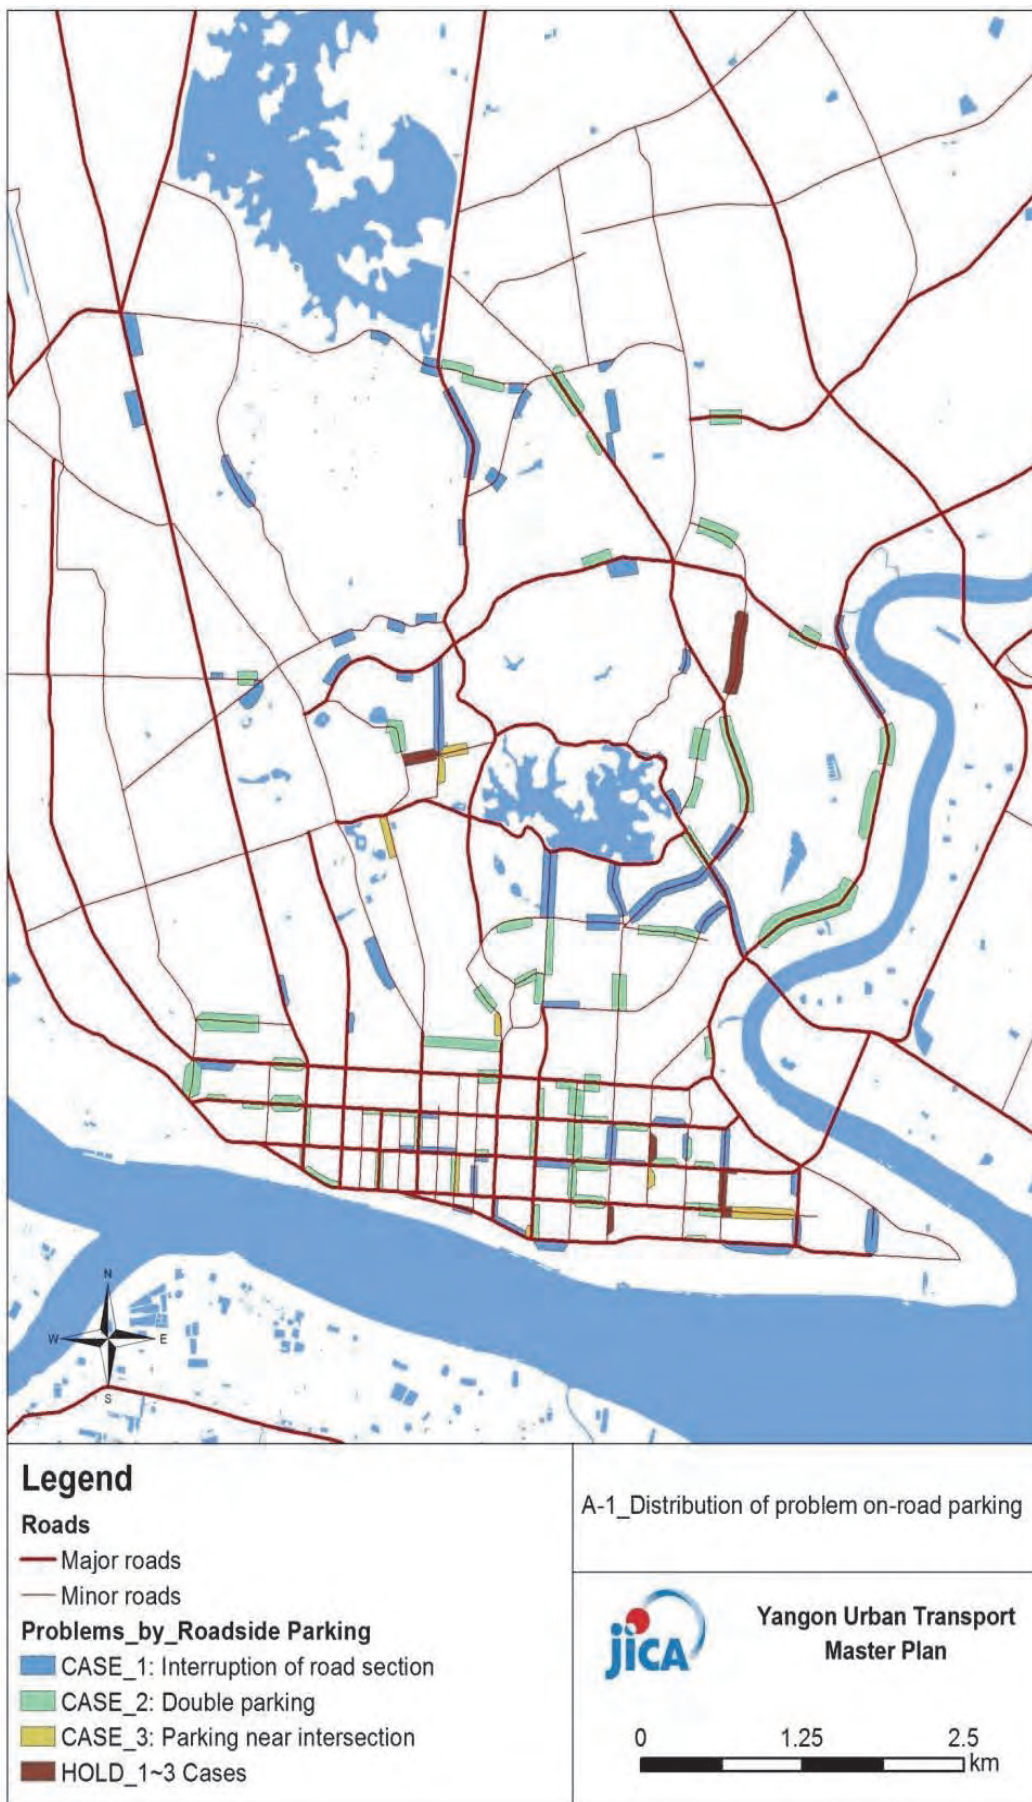 N
W
E
S
Legend
Roads
Major roads
Minor roads
Problems_by_Roadside Parking
CASE_1: Interruption of road section
CASE_2: Double parking
CASE_3: Parking near intersection
HOLD_1~3 Cases
A-1_Distribution of problem on-road parking
jICA
Yangon Urban Transport
Master Plan
0 1.25 2.5
km